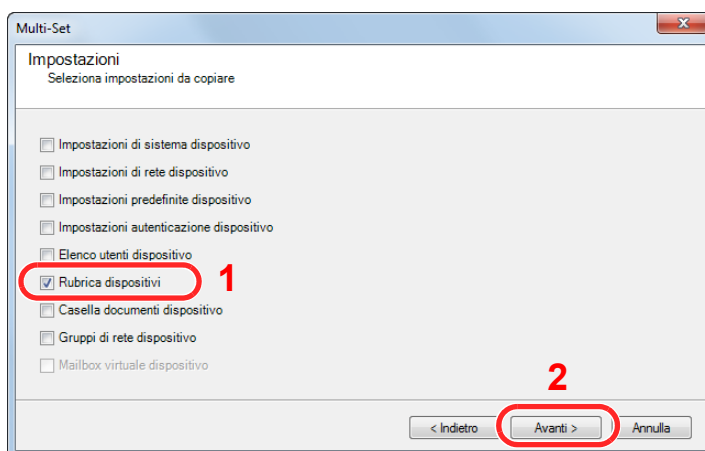 Multi-Set
Impostazioni
Seleziona impostazioni da copiare
Impostazioni di sistema dispositivo
Impostazioni di rete dispositivo
Impostazioni predefinite dispositivo
Impostazioni autenticazione dispositivo
Elenco utenti dispositivo
Rubrica dispositivi 1
Casella documenti dispositivo
Gruppi di rete dispositivo
Mailbox virtuale dispositivo
2
< Indietro Avanti > Annulla